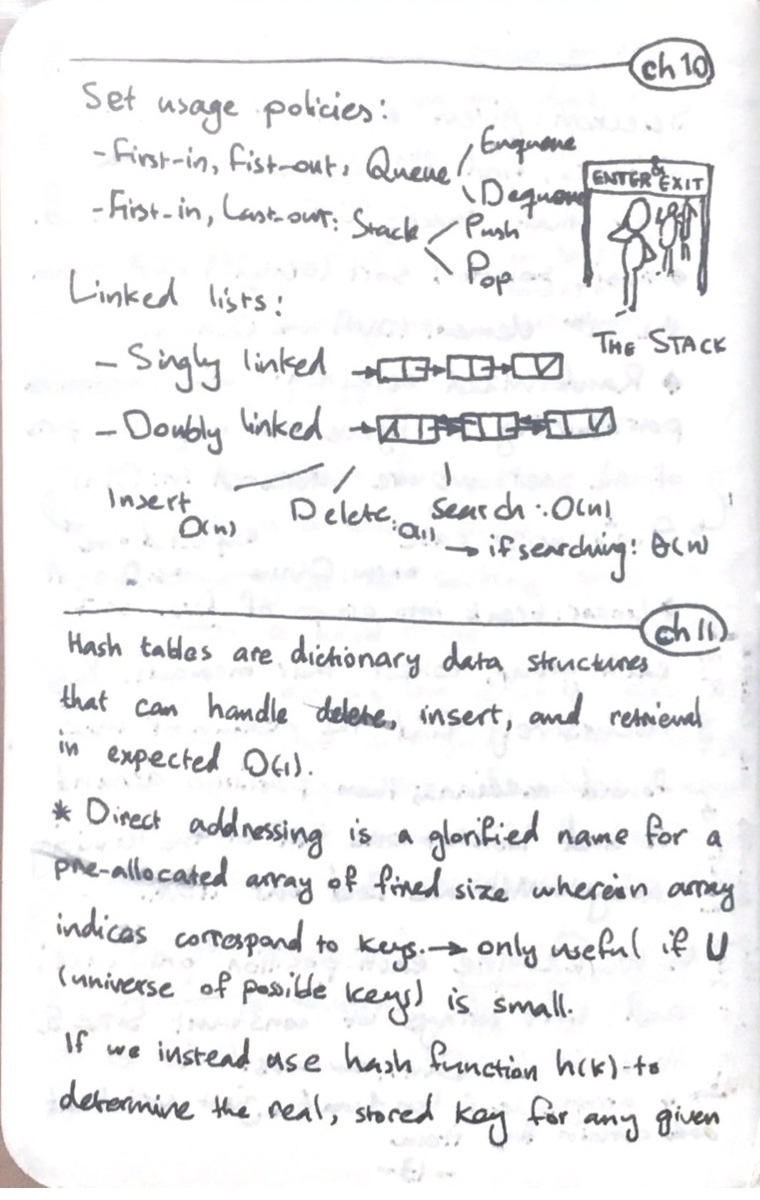 ch 10
Set usage policies:
- First-in, Fist-out: Queue
Enqueue
Dequeue
- First-in, Last-out: Stack
Push
Pop
ENTER & EXIT
THE STACK
Linked lists:
- Singly linked
- Doubly linked
Insert O(n)
Delete: O(1)
Search: O(n)
→ if searching: Θ(n)
ch 11
Hash tables are dictionary data structures
that can handle delete, insert, and retrieval
in expected O(1).
* Direct addressing is a glorified name for a
pre-allocated array of fixed size wherein array
indices correspond to keys. → only useful if U
(universe of possible keys) is small.
If we instead use hash function h(k) to
determine the real, stored key for any given